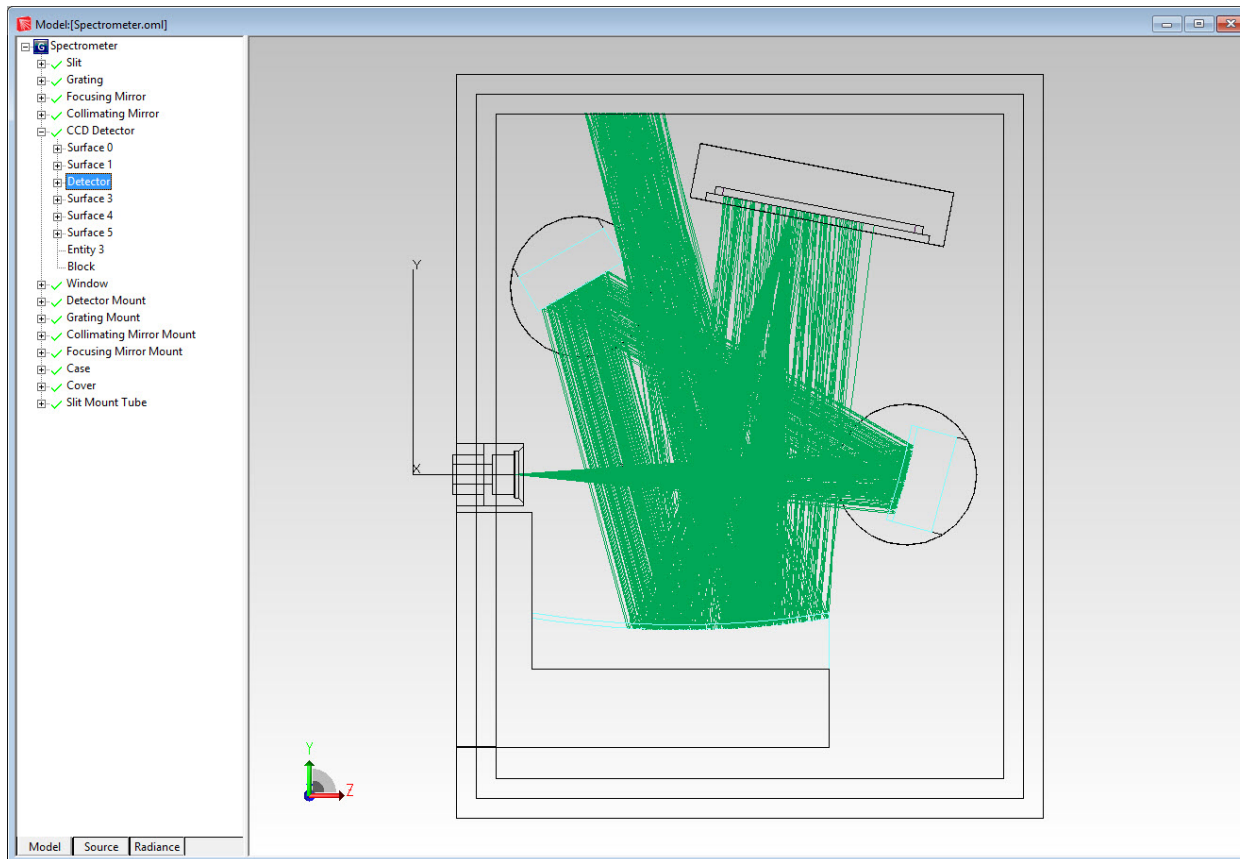 Model:[Spectrometer.oml]
G Spectrometer
Slit
Grating
Focusing Mirror
Collimating Mirror
CCD Detector
Surface 0
Surface 1
Detector
Surface 3
Surface 4
Surface 5
Entity 3
Block
Window
Detector Mount
Grating Mount
Collimating Mirror Mount
Focusing Mirror Mount
Case
Cover
Slit Mount Tube
Y
X
Y
Z
Model Source Radiance